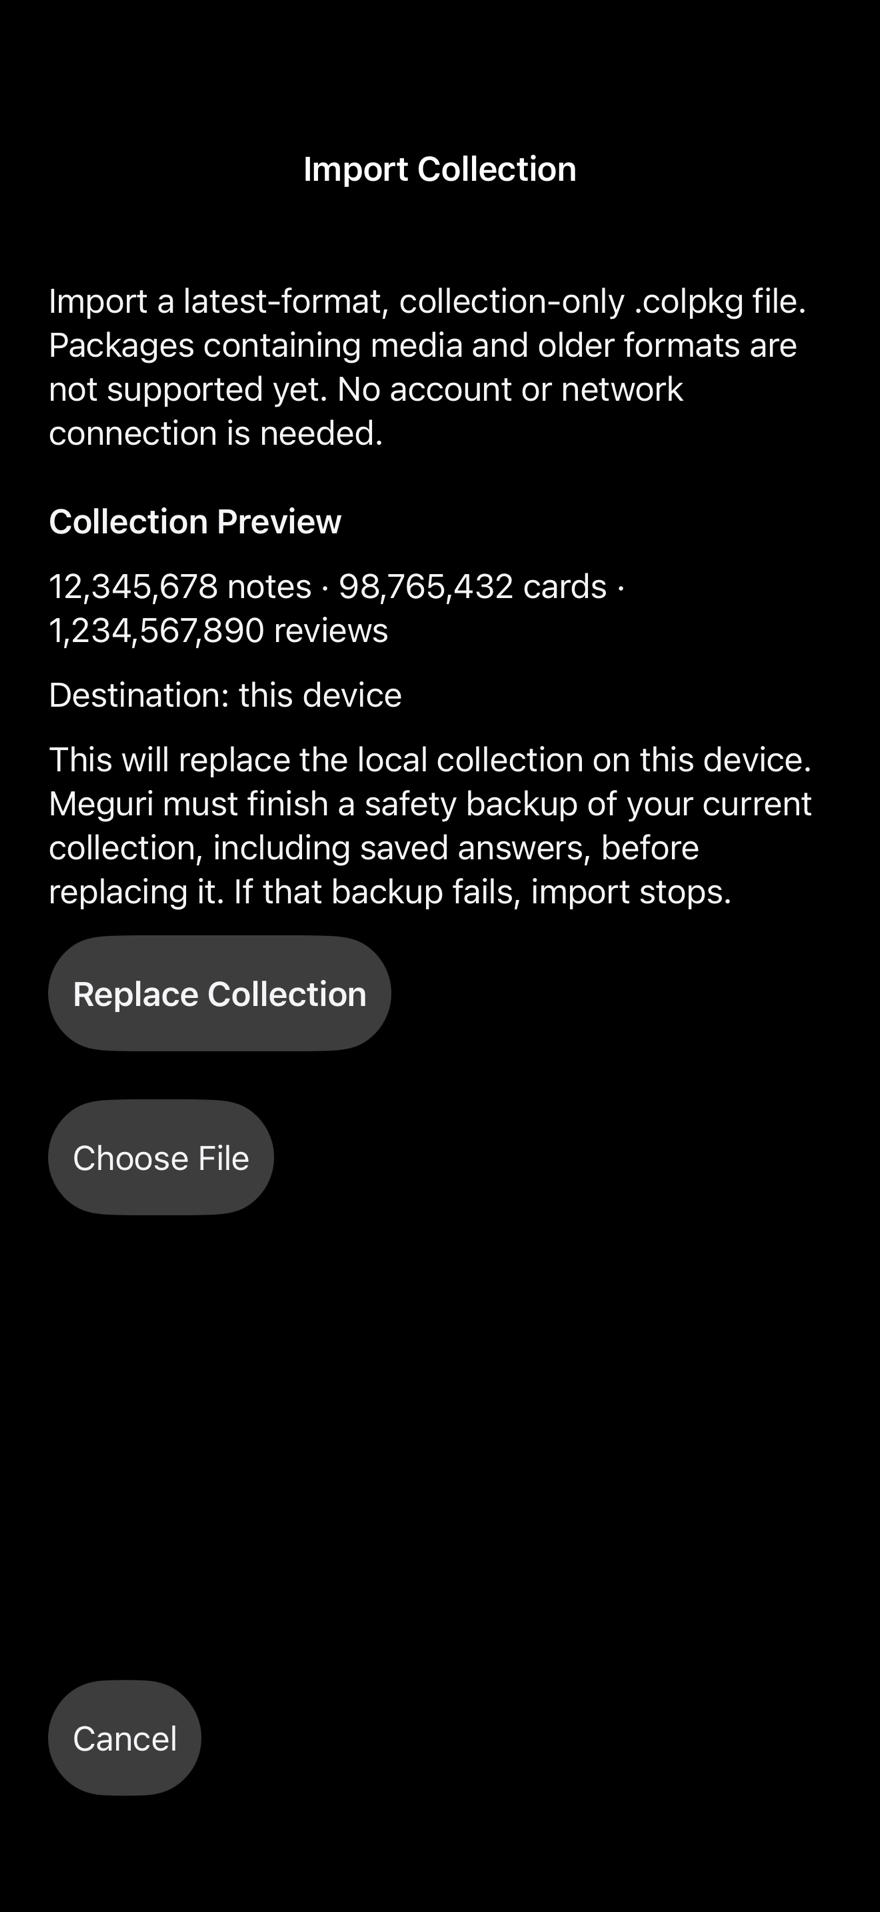 Import Collection
Import a latest-format, collection-only .colpkg file.
Packages containing media and older formats are
not supported yet. No account or network
connection is needed.
Collection Preview
12,345,678 notes · 98,765,432 cards ·
1,234,567,890 reviews
Destination: this device
This will replace the local collection on this device.
Meguri must finish a safety backup of your current
collection, including saved answers, before
replacing it. If that backup fails, import stops.
Replace Collection
Choose File
Cancel